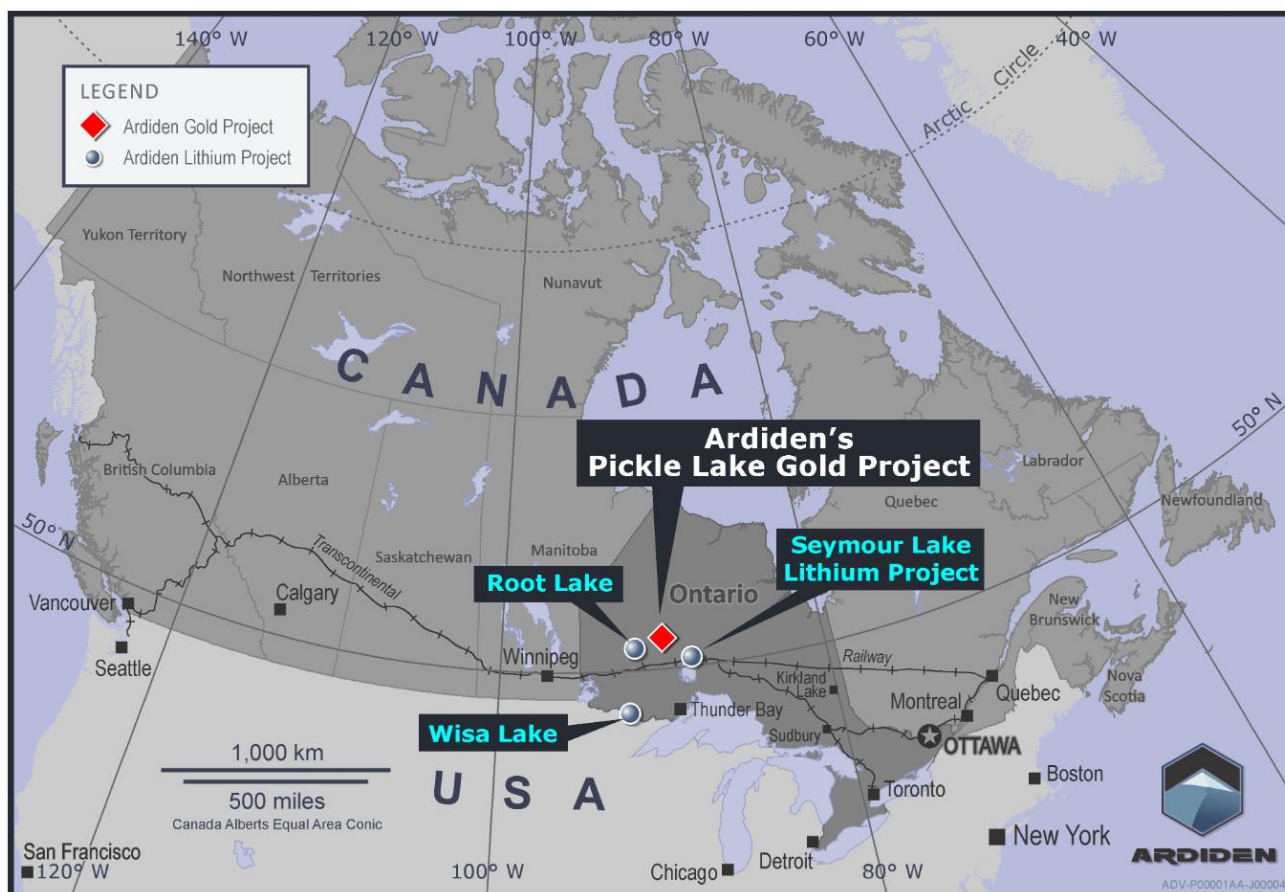 140° W
120° W
100° W
80° W
60° W
40° W
LEGEND
Ardiden Gold Project
Ardiden Lithium Project
Arctic Circle
Yukon Territory
Northwest Territories
Nunavut
CANADA
50° N
Ardiden’s
Pickle Lake Gold Project
British Columbia
Alberta
Saskatchewan
Manitoba
Quebec
Labrador
Newfoundland
50° N
Transcontinental
Root Lake
Ontario
Seymour Lake
Lithium Project
New
Brunswick
Vancouver
Calgary
Seattle
Winnipeg
Railway
Kirkland
Lake
Nova
Scotia
Quebec
Montreal
Thunder Bay
Wisa Lake
Sudbury
OTTAWA
1,000 km
500 miles
Canada Alberts Equal Area Conic
USA
Toronto
Boston
New York
San Francisco
120° W
100° W
Chicago
Detroit
80° W
ARDIDEN
ADV-P00001AA-J00004